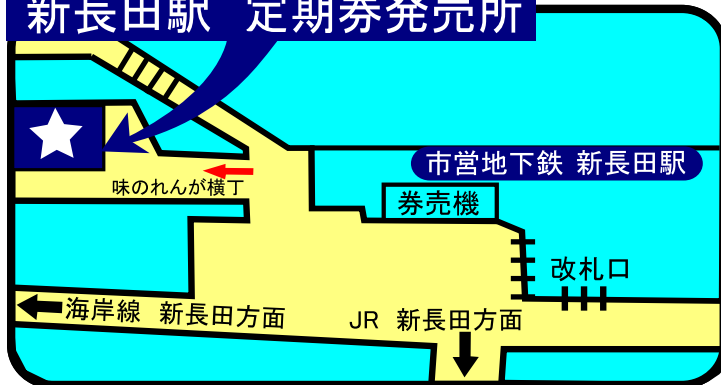 新長田駅 定期券発売所
市営地下鉄 新長田駅
味のれんが横丁
券売機
改札口
海岸線 新長田方面
JR 新長田方面